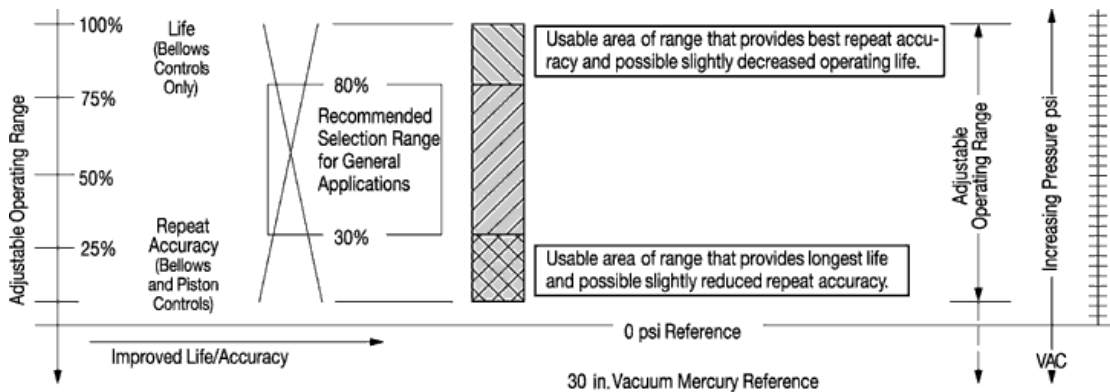 Adjustable Operating Range
100%
75%
50%
25%
Life
(Bellows
Controls
Only)
Repeat
Accuracy
(Bellows
and Piston
Controls)
80%
Recommended
Selection Range
for General
Applications
30%
Usable area of range that provides best repeat accu-
racy and possible slightly decreased operating life.
Usable area of range that provides longest life
and possible slightly reduced repeat accuracy.
Adjustable
Operating Range
Increasing Pressure psi
0 psi Reference
Improved Life/Accuracy
VAC
30 in. Vacuum Mercury Reference